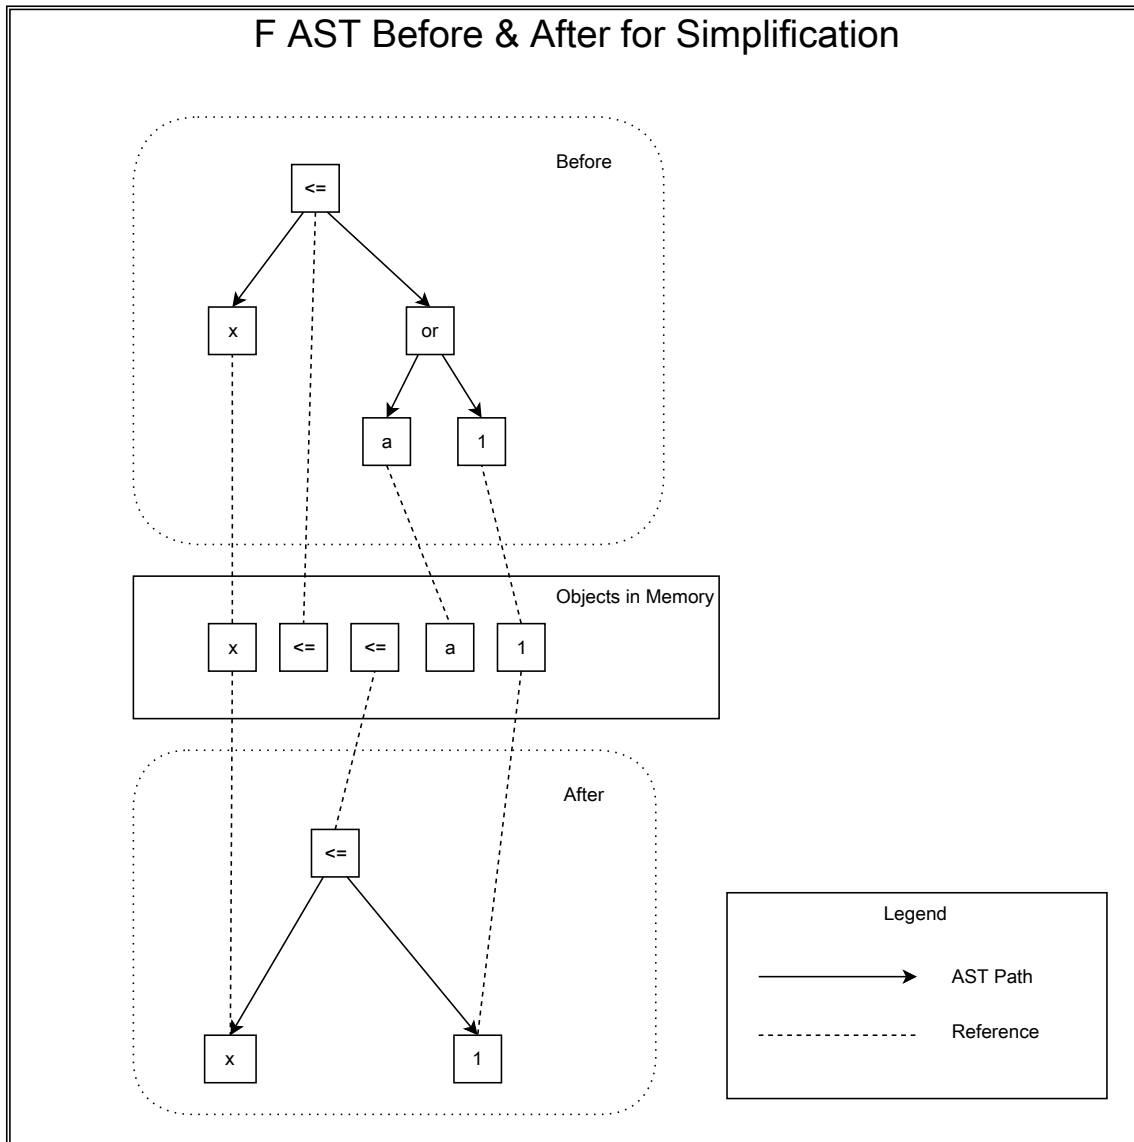 F AST Before & After for Simplification
Before
<=
x
or
a
1
Objects in Memory
x
<=
<=
a
1
After
<=
x
1
Legend
AST Path
Reference